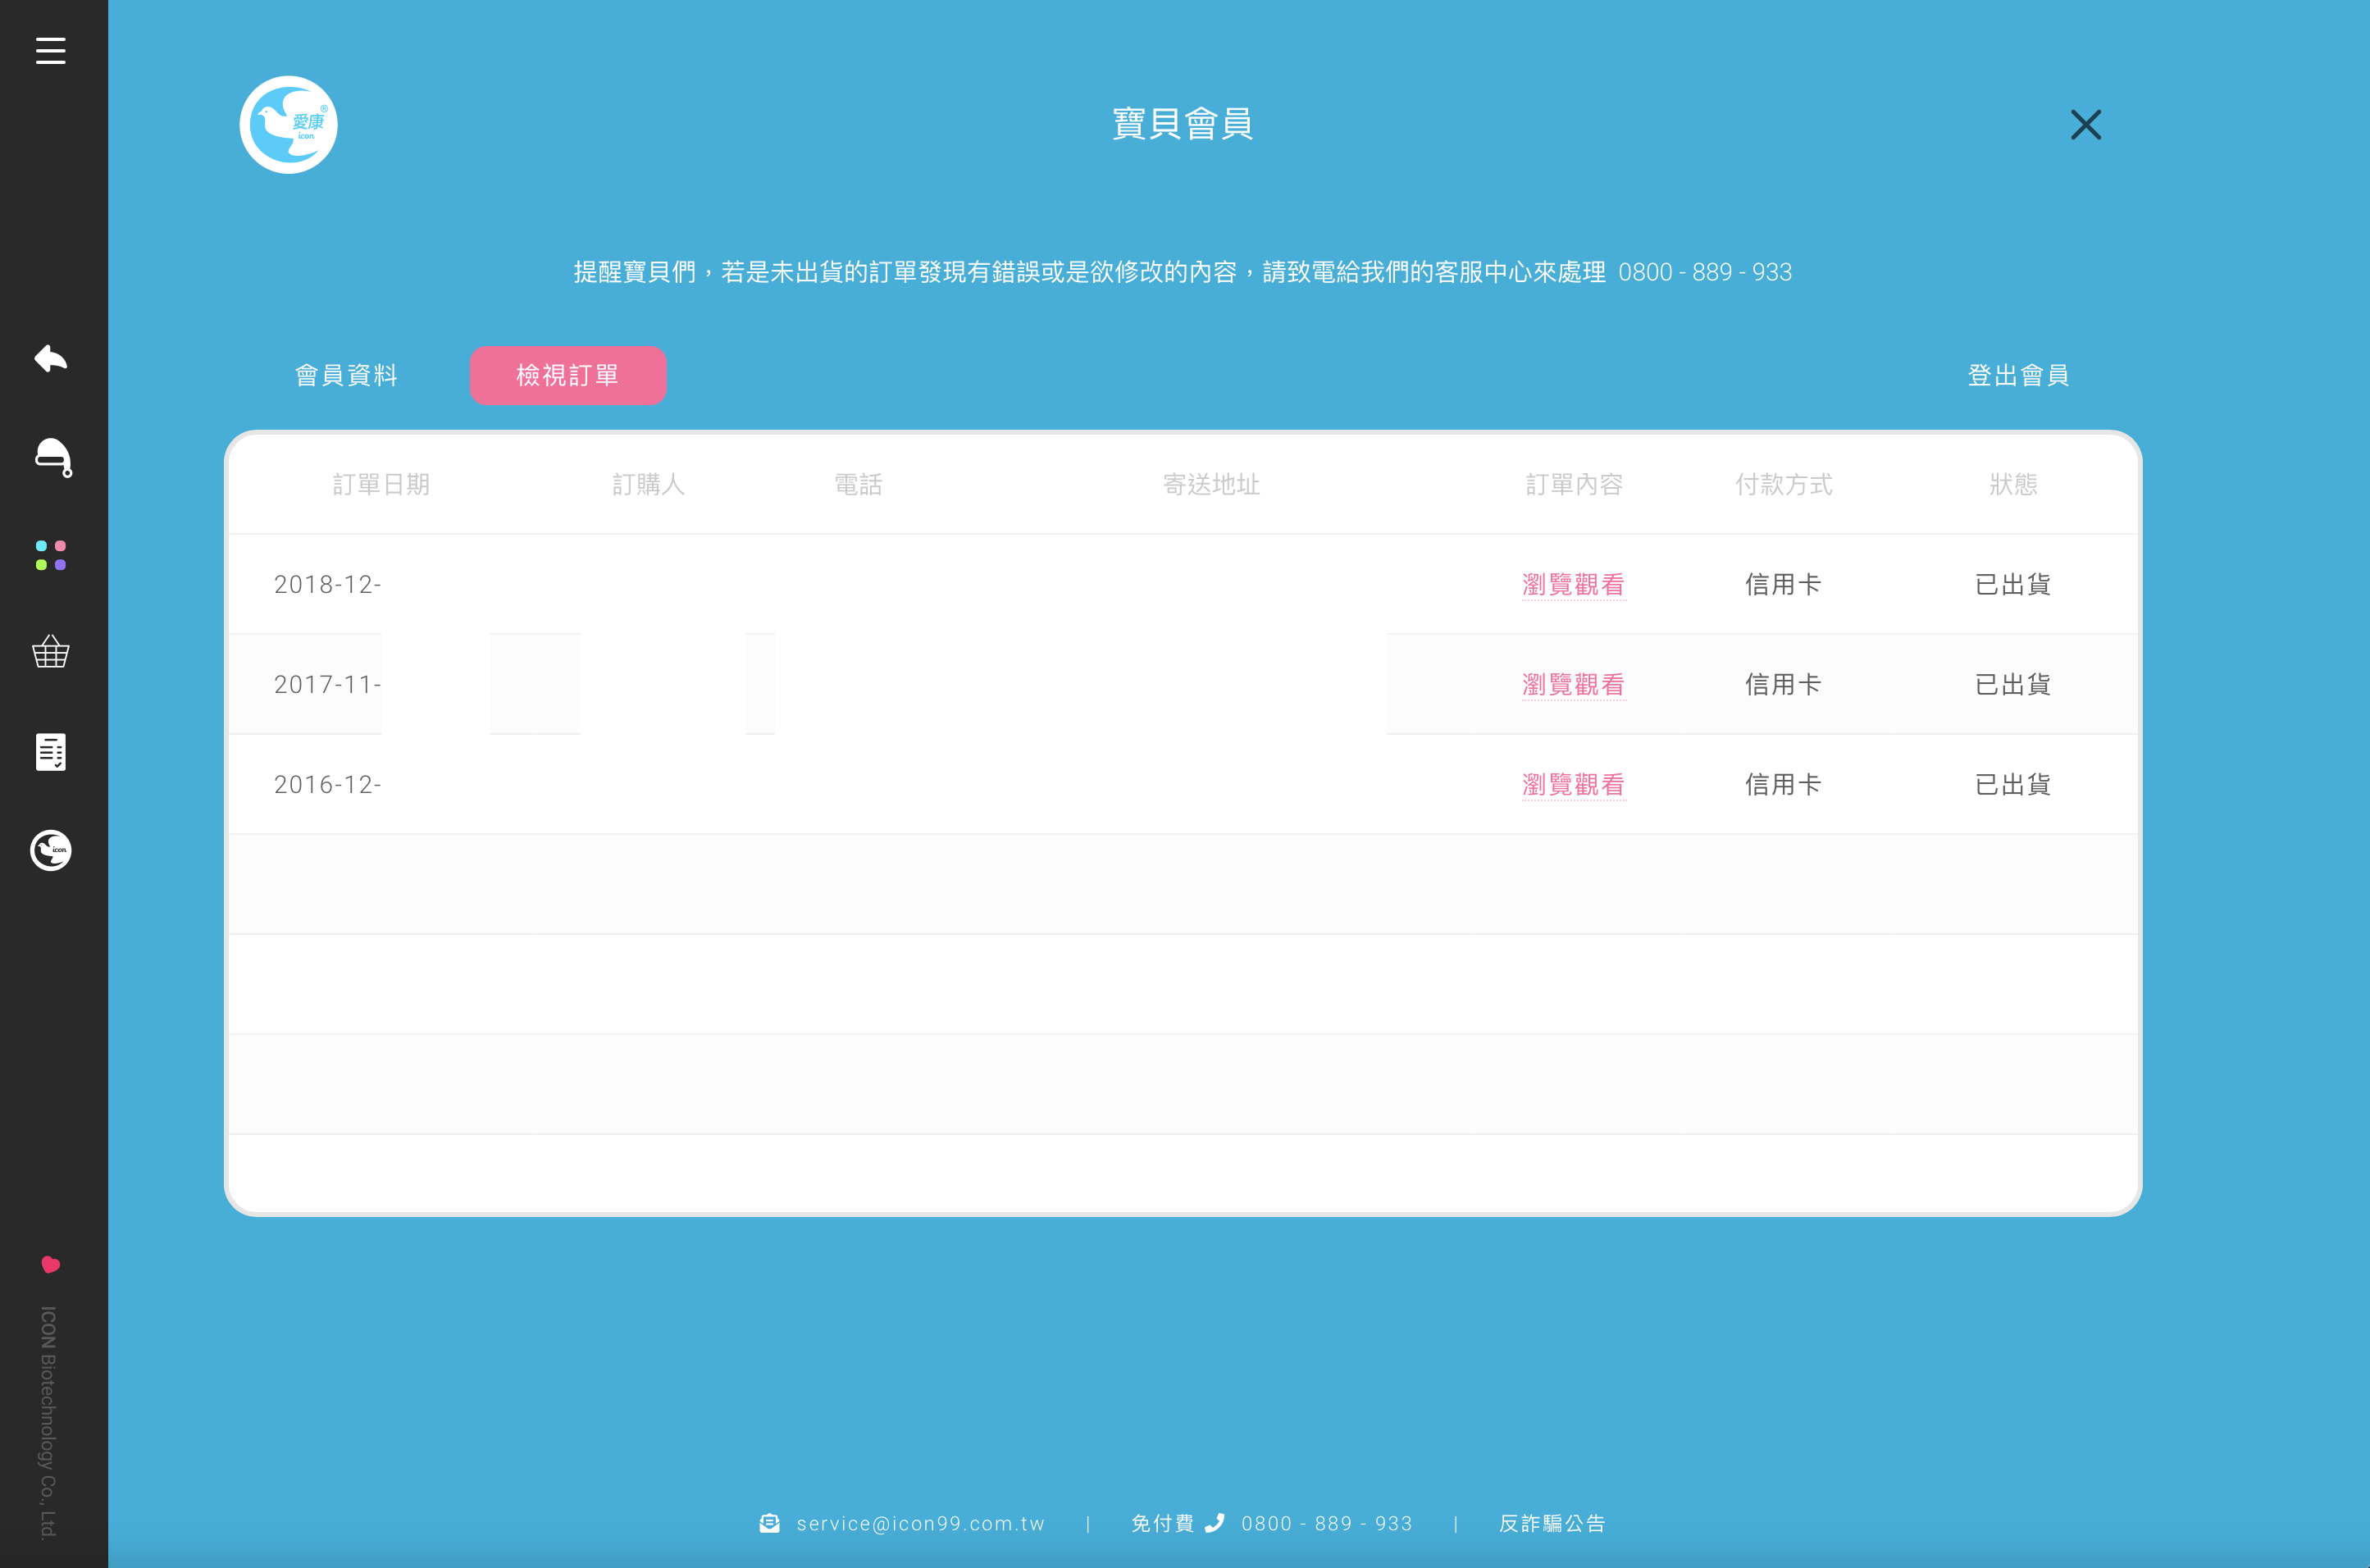 愛康
icon
®
寶貝會員
提醒寶貝們，若是未出貨的訂單發現有錯誤或是欲修改的內容，請致電給我們的客服中心來處理 0800 - 889 - 933
會員資料 檢視訂單 登出會員
訂單日期 訂購人 電話 寄送地址 訂單內容 付款方式 狀態
2018-12- 瀏覽觀看 信用卡 已出貨
2017-11- 瀏覽觀看 信用卡 已出貨
2016-12- 瀏覽觀看 信用卡 已出貨
icon
ICON Biotechnology Co., Ltd.
service@icon99.com.tw | 免付費 0800 - 889 - 933 | 反詐騙公告